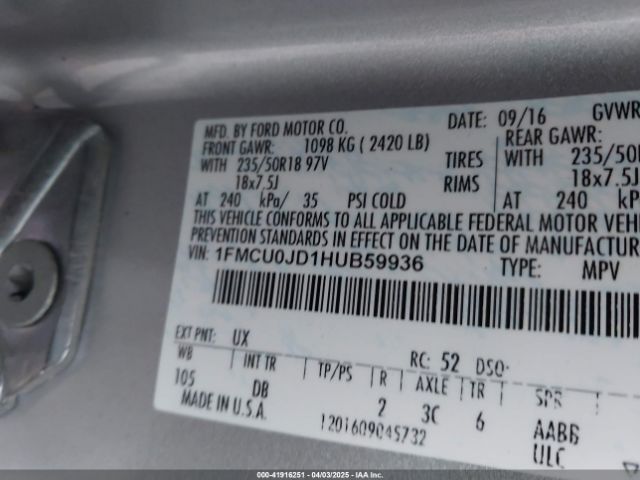 MFD. BY FORD MOTOR CO. DATE: 09/16 GVWR
FRONT GAWR: 1098 KG ( 2420 LB) REAR GAWR:
WITH 235/50R18 97V TIRES WITH 235/50R
18x7.5J RIMS 18x7.5J
AT 240 kPa/ 35 PSI COLD AT 240 kP
THIS VEHICLE CONFORMS TO ALL APPLICABLE FEDERAL MOTOR VEH
PREVENTION STANDARDS IN EFFECT ON THE DATE OF MANUFACTUR
VIN: 1FMCU0JD1HUB59936 TYPE: MPV
EXT PNT: UX RC: 52 DSO:
WB INT TR TP/PS R AXLE TR SPR
105 DB 2 3C 6 AABB
MADE IN U.S.A. 1201609045732 ULC
00-41916251 - 04/03/2025 - IAA Inc.